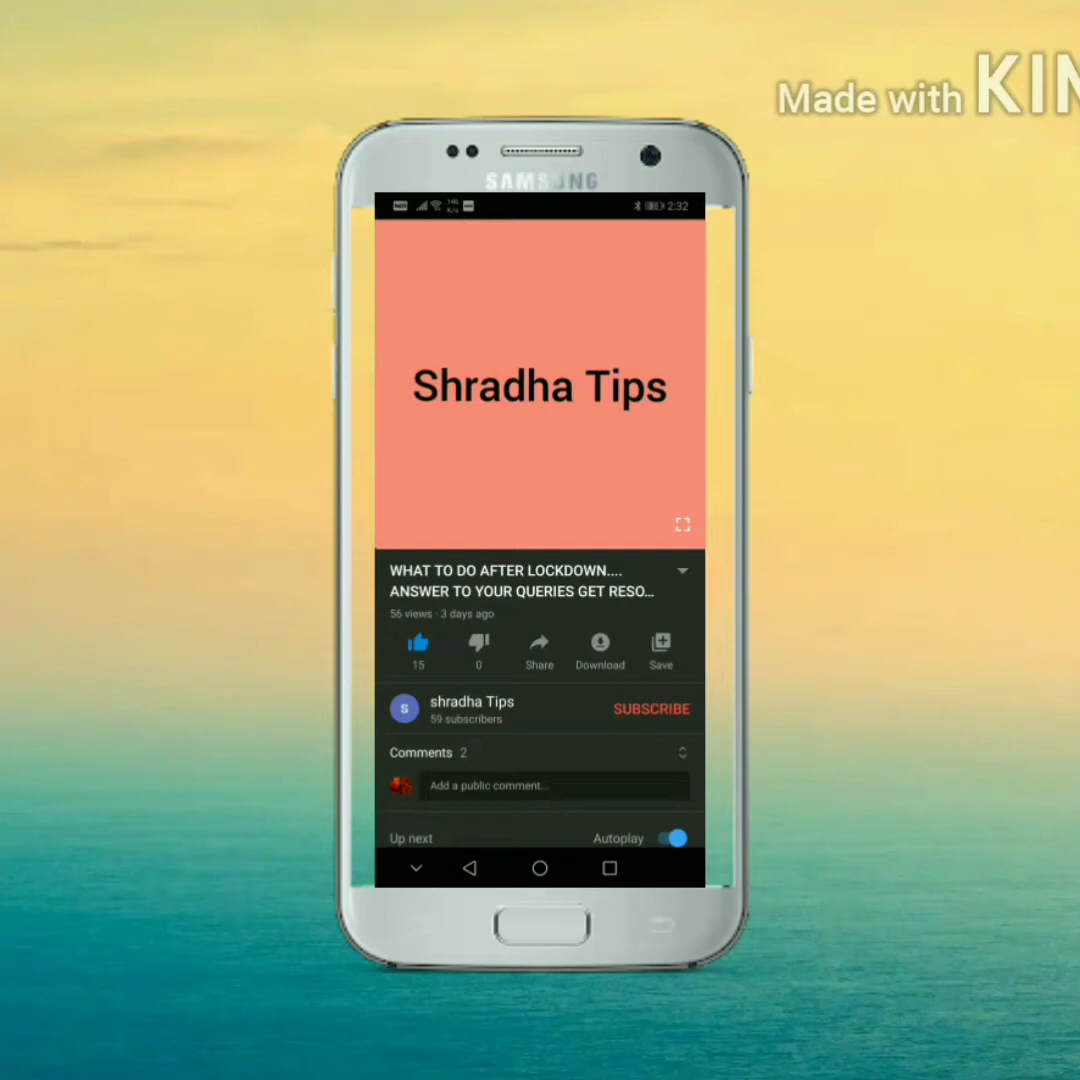 Made with KIN
SAMSUNG
2:32
Shradha Tips
WHAT TO DO AFTER LOCKDOWN....
ANSWER TO YOUR QUERIES GET RESO...
56 views · 3 days ago
15 0 Share Download Save
S shradha Tips SUBSCRIBE
59 subscribers
Comments 2
Add a public comment...
Up next Autoplay